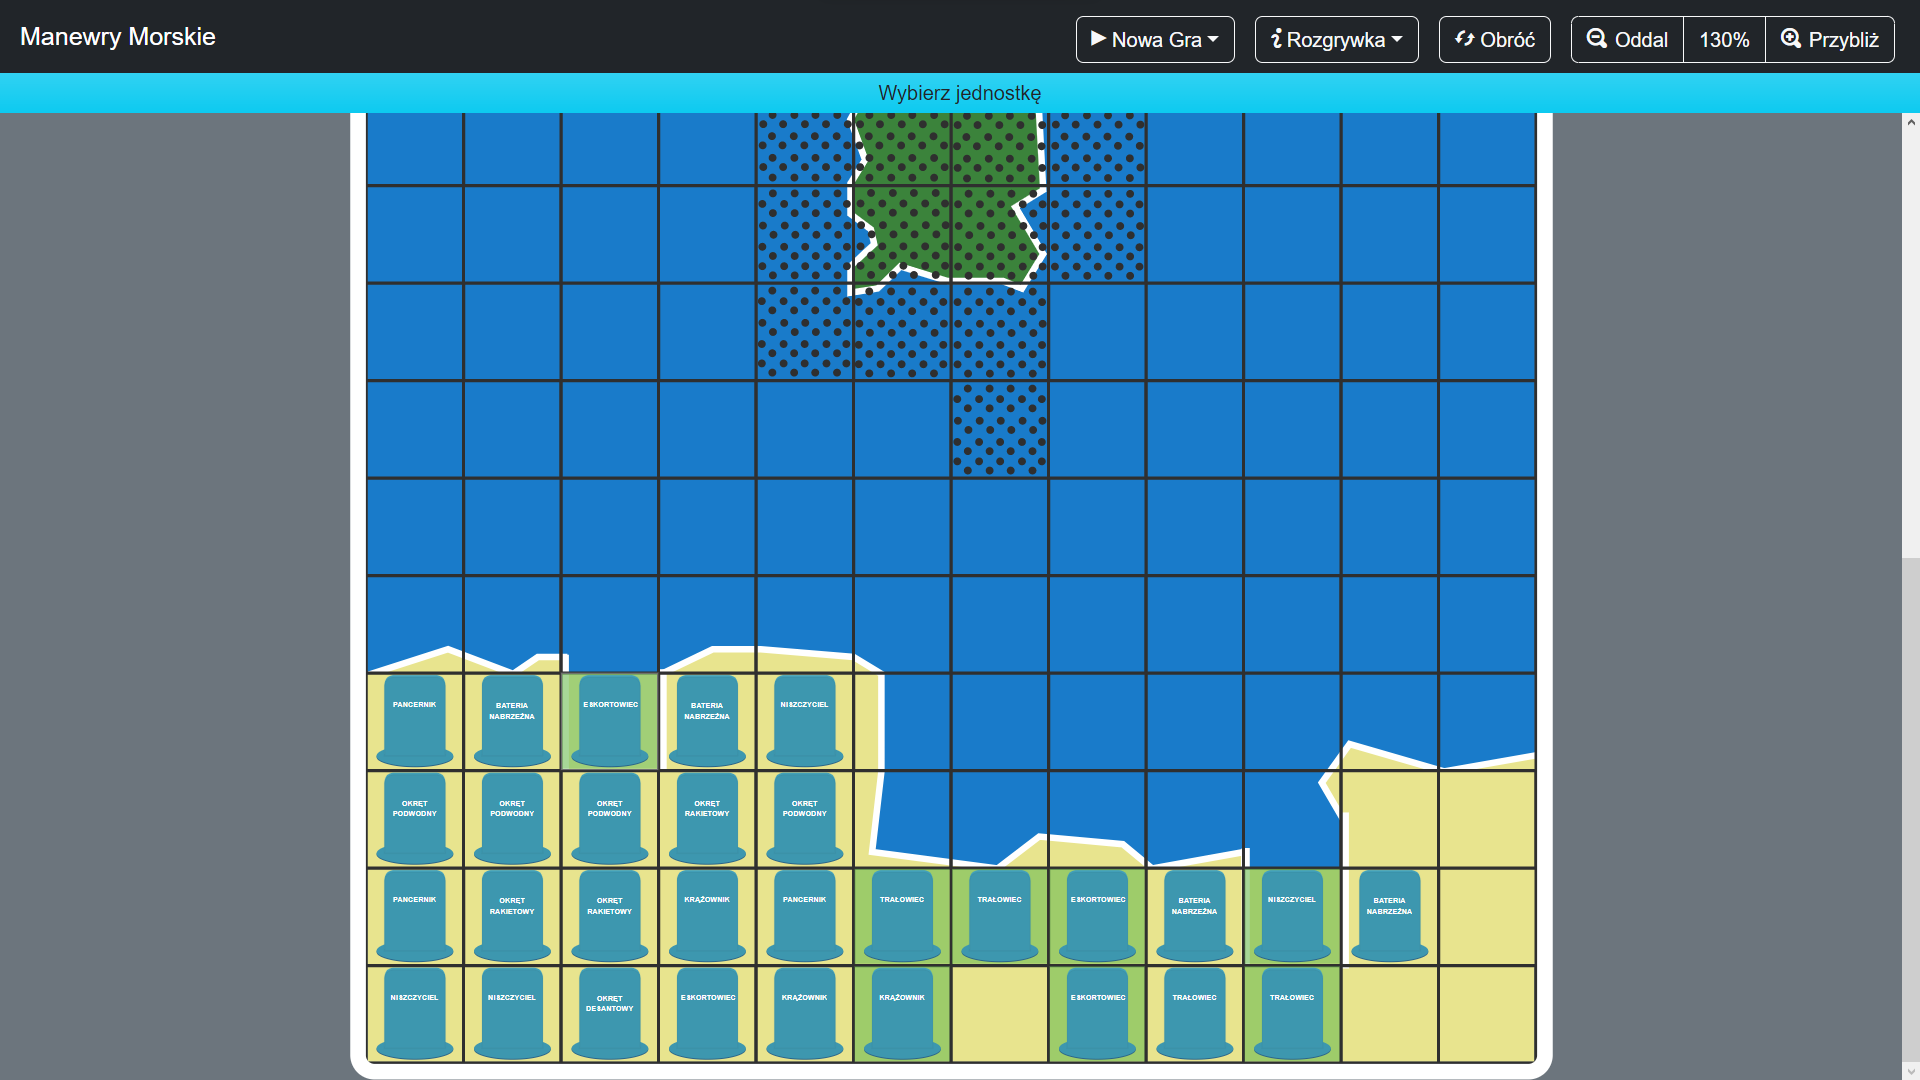 Manewry Morskie
Nowa Gra
Rozgrywka
Obróć
Oddal
130%
Przybliż
Wybierz jednostkę
PANCERNIK
BATERIA
NABRZEŻNA
ESKORTOWIEC
BATERIA
NABRZEŻNA
NISZCZYCIEL
OKRĘT
PODWODNY
OKRĘT
PODWODNY
OKRĘT
PODWODNY
OKRĘT
RAKIETOWY
OKRĘT
PODWODNY
PANCERNIK
OKRĘT
RAKIETOWY
OKRĘT
RAKIETOWY
KRĄŻOWNIK
PANCERNIK
TRAŁOWIEC
TRAŁOWIEC
ESKORTOWIEC
BATERIA
NABRZEŻNA
NISZCZYCIEL
BATERIA
NABRZEŻNA
NISZCZYCIEL
NISZCZYCIEL
OKRĘT
DESANTOWY
ESKORTOWIEC
KRĄŻOWNIK
KRĄŻOWNIK
ESKORTOWIEC
TRAŁOWIEC
TRAŁOWIEC